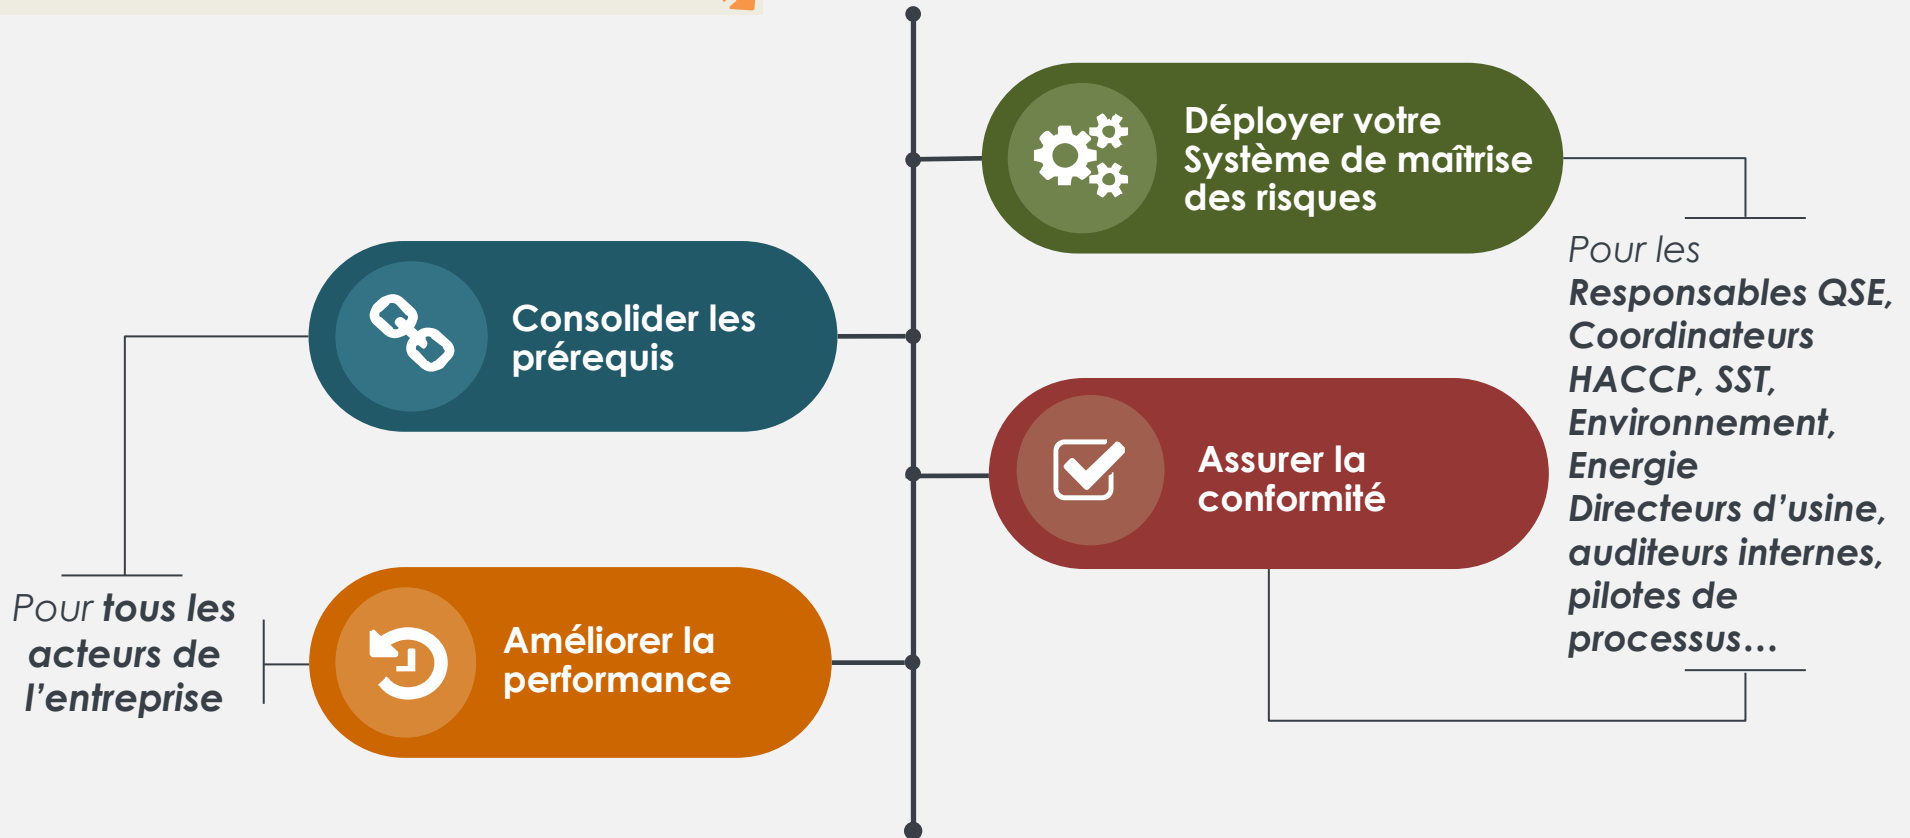 Déployer votre
Système de maîtrise
des risques
Consolider les
prérequis
Assurer la
conformité
Améliorer la
performance
Pour les
Responsables QSE,
Coordinateurs
HACCP, SST,
Environnement,
Energie
Directeurs d’usine,
auditeurs internes,
pilotes de
processus…
Pour tous les
acteurs de
l’entreprise